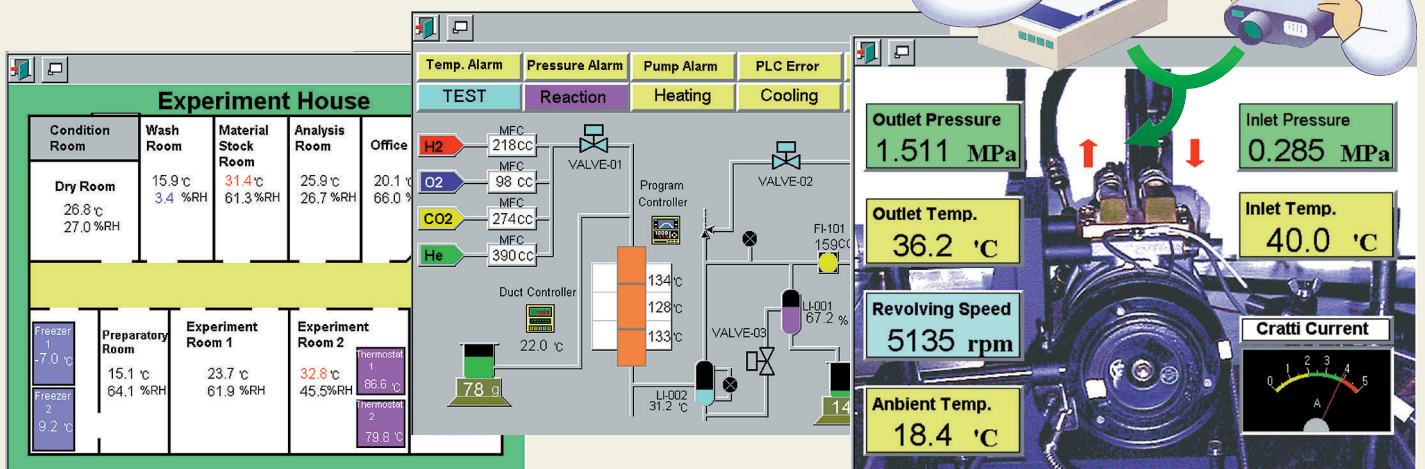 Experiment House
Condition
Room
Dry Room
26.8 ℃
27.0 %RH
Wash
Room
15.9 ℃
3.4 %RH
Material
Stock
Room
31.4 ℃
61.3 %RH
Analysis
Room
25.9 ℃
26.7 %RH
Office
20.1
66.0
Freezer
1
-7.0 ℃
Freezer
2
9.2 ℃
Preparatory
Room
15.1 ℃
64.1 %RH
Experiment
Room 1
23.7 ℃
61.9 %RH
Experiment
Room 2
32.8 ℃
45.5%RH
Thermostat
1
86.6 ℃
Thermostat
2
79.8 ℃
Temp. Alarm
Pressure Alarm
Pump Alarm
PLC Error
TEST
Reaction
Heating
Cooling
H2
MFC
218cc
O2
MFC
98 cc
CO2
MFC
274cc
He
MFC
390cc
VALVE-01
VALVE-02
Program
Controller
FI-101
159cc
134℃
128℃
133℃
Duct Controller
22.0 ℃
78 g
LI-001
67.2 %
VALVE-03
LI-002
31.2 ℃
14
Outlet Pressure
1.511 MPa
Inlet Pressure
0.285 MPa
Outlet Temp.
36.2 'C
Inlet Temp.
40.0 'C
Revolving Speed
5135 rpm
Cratti Current
0 1 2 3 4 5
A
Anbient Temp.
18.4 'C